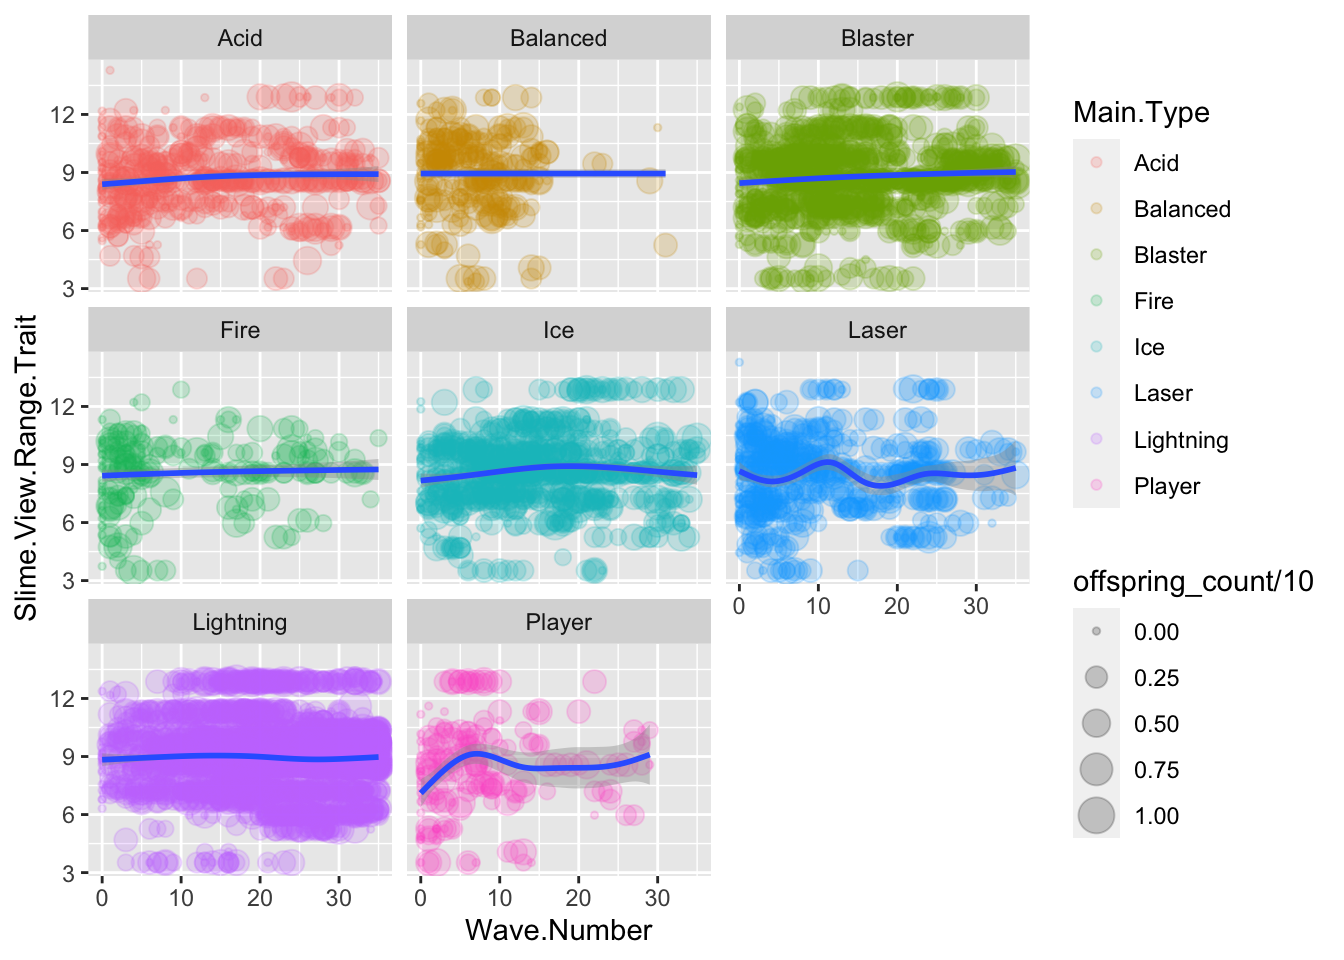 Acid
Balanced
Blaster
12
9
6
3
Fire
Ice
Laser
12
9
6
3
0
10
20
30
Lightning
Player
12
9
6
3
0
10
20
30
0
10
20
30
Wave.Number
Slime.View.Range.Trait
Main.Type
Acid
Balanced
Blaster
Fire
Ice
Laser
Lightning
Player
offspring_count/10
0.00
0.25
0.50
0.75
1.00